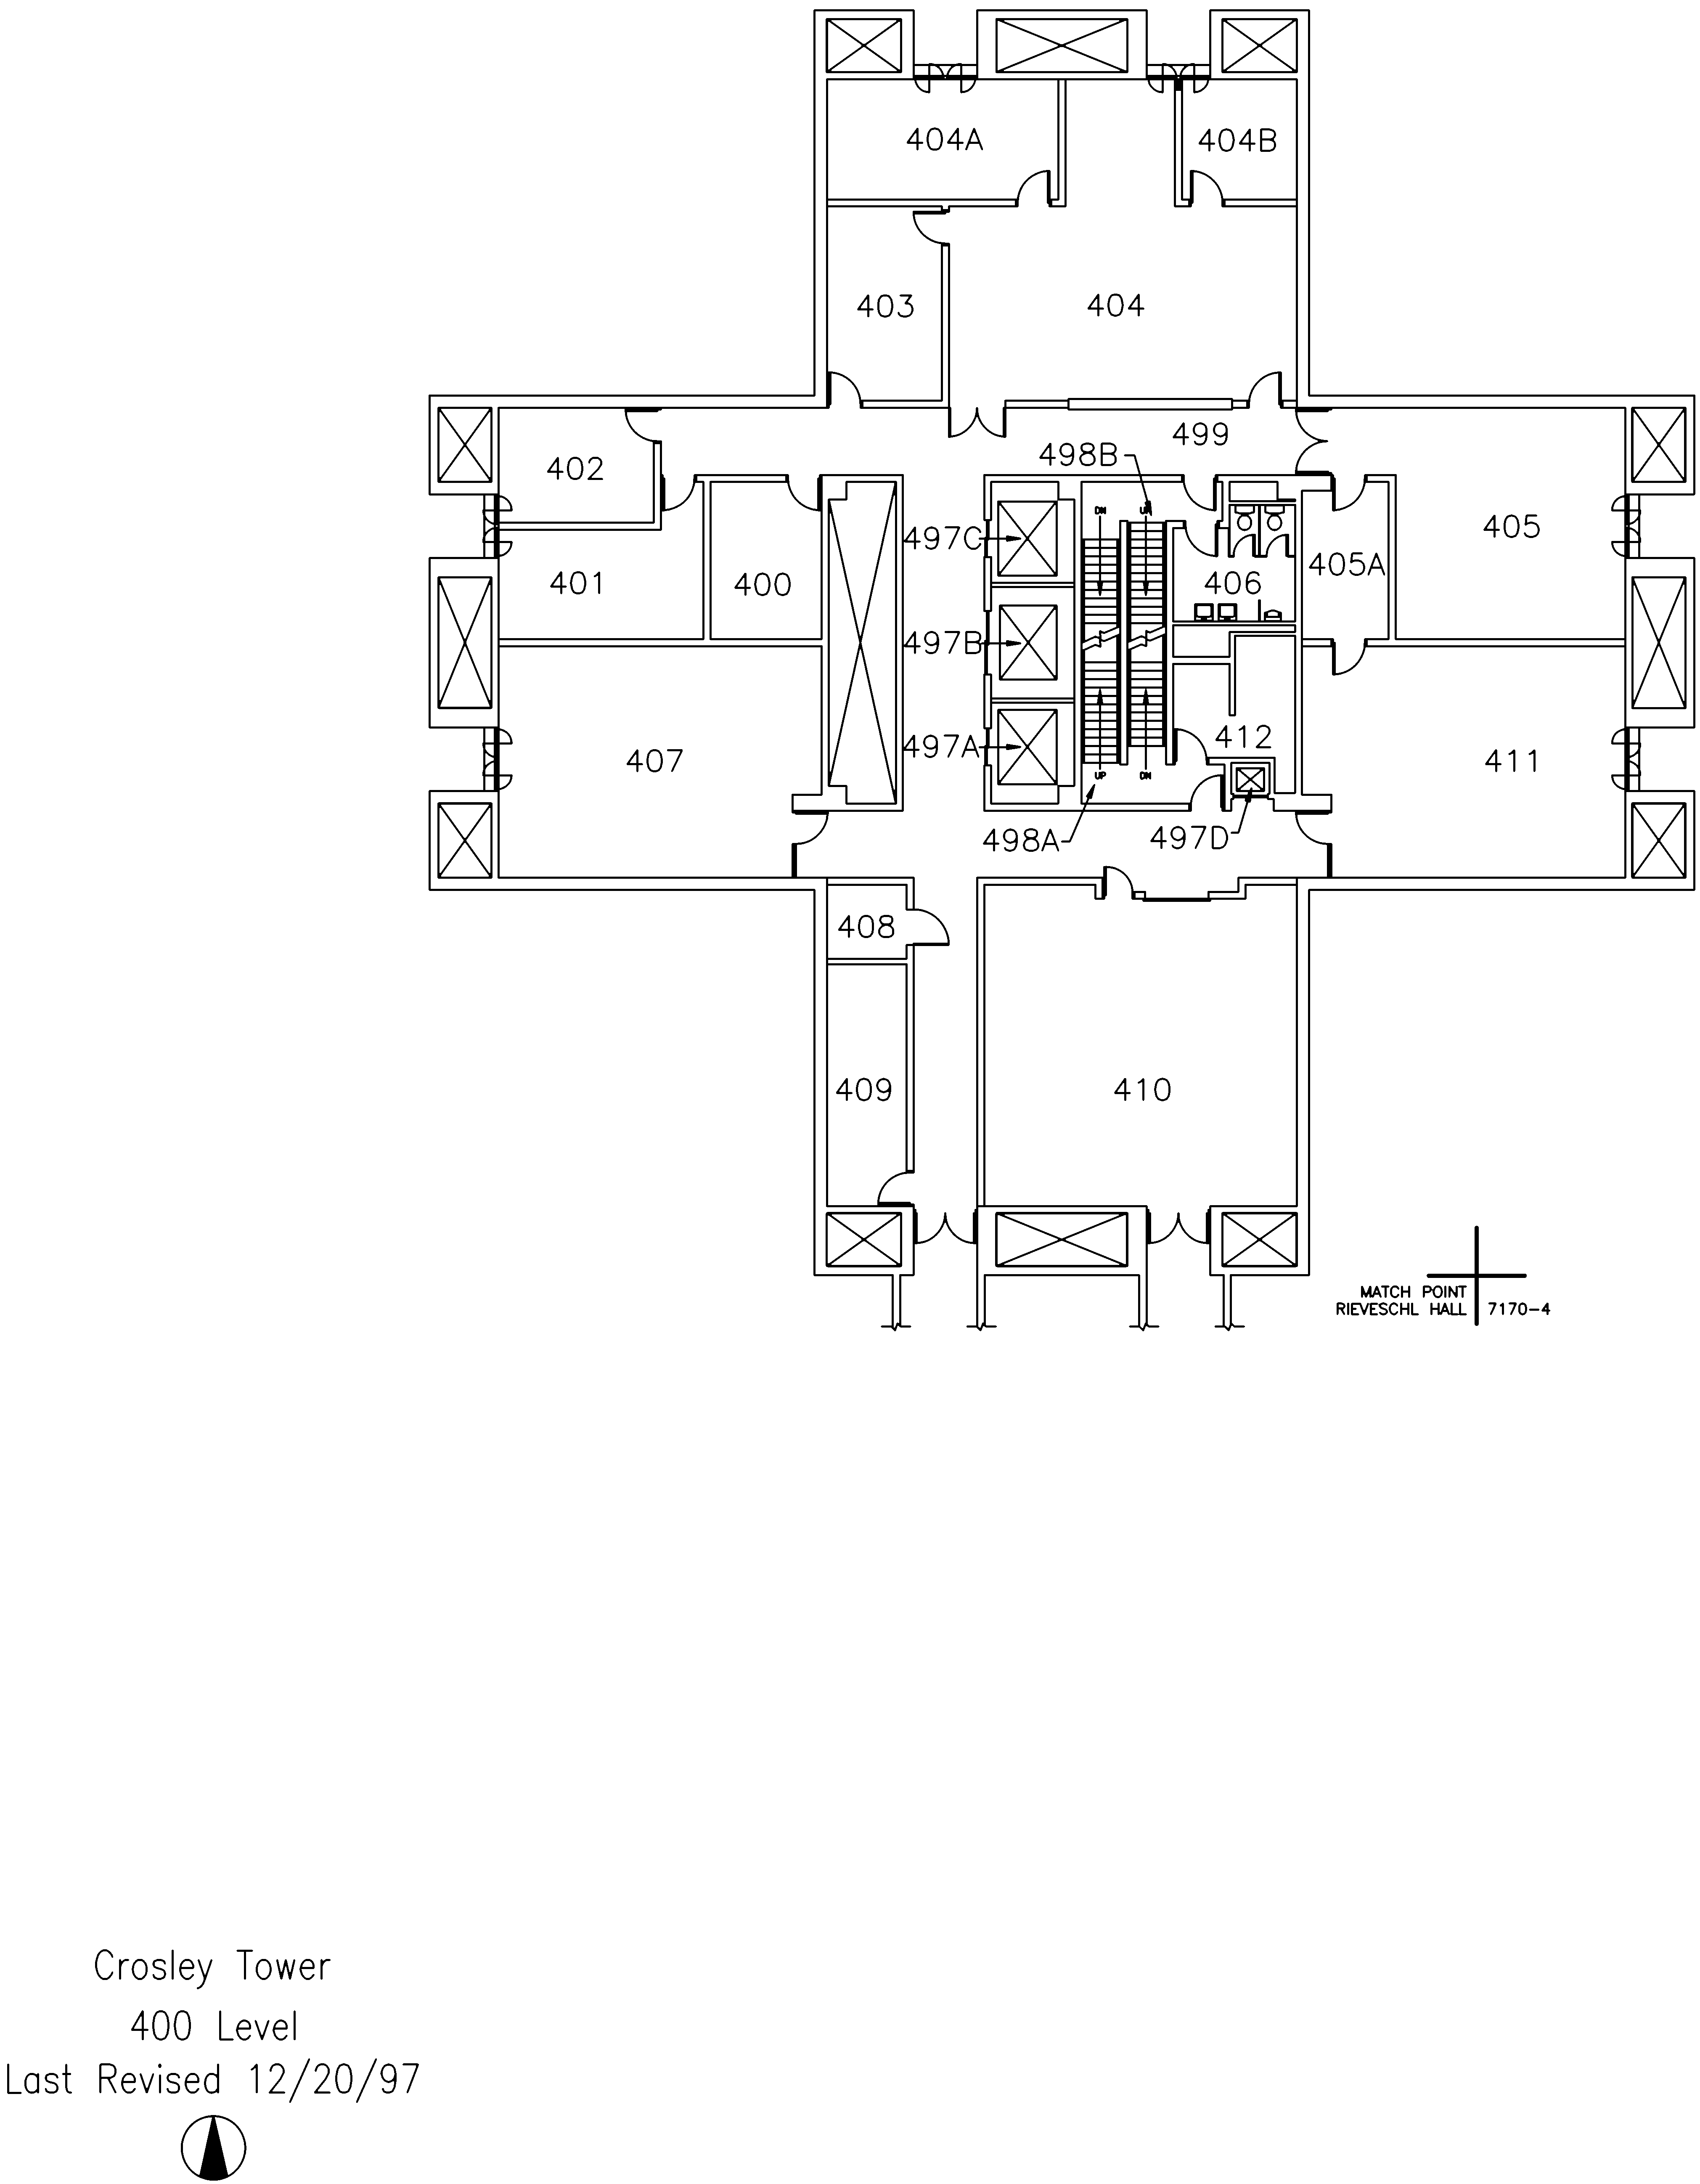 404A
404B
403
404
499
498B
402
405
DN
UP
497C
405A
401
400
406
497B
412
407
497A
411
UP
DN
498A
497D
408
409
410
MATCH POINT
RIEVESCHL HALL 7170-4
Crosley Tower
400 Level
Last Revised 12/20/97